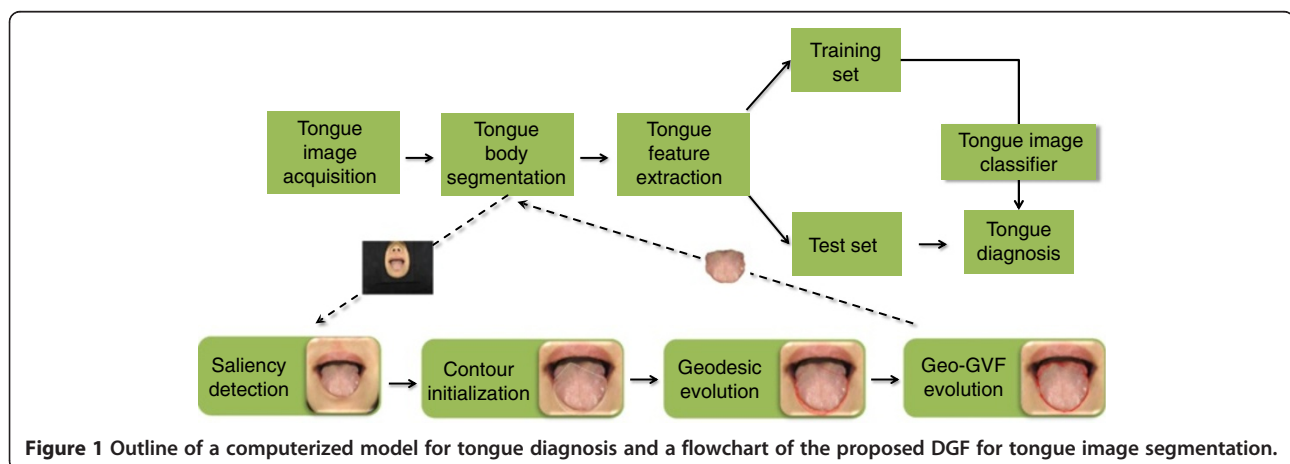 Training
set
Tongue
image
acquisition
Tongue
body
segmentation
Tongue
feature
extraction
Tongue image
classifier
Test set
Tongue
diagnosis
Saliency
detection
Contour
initialization
Geodesic
evolution
Geo-GVF
evolution
Figure 1 Outline of a computerized model for tongue diagnosis and a flowchart of the proposed DGF for tongue image segmentation.